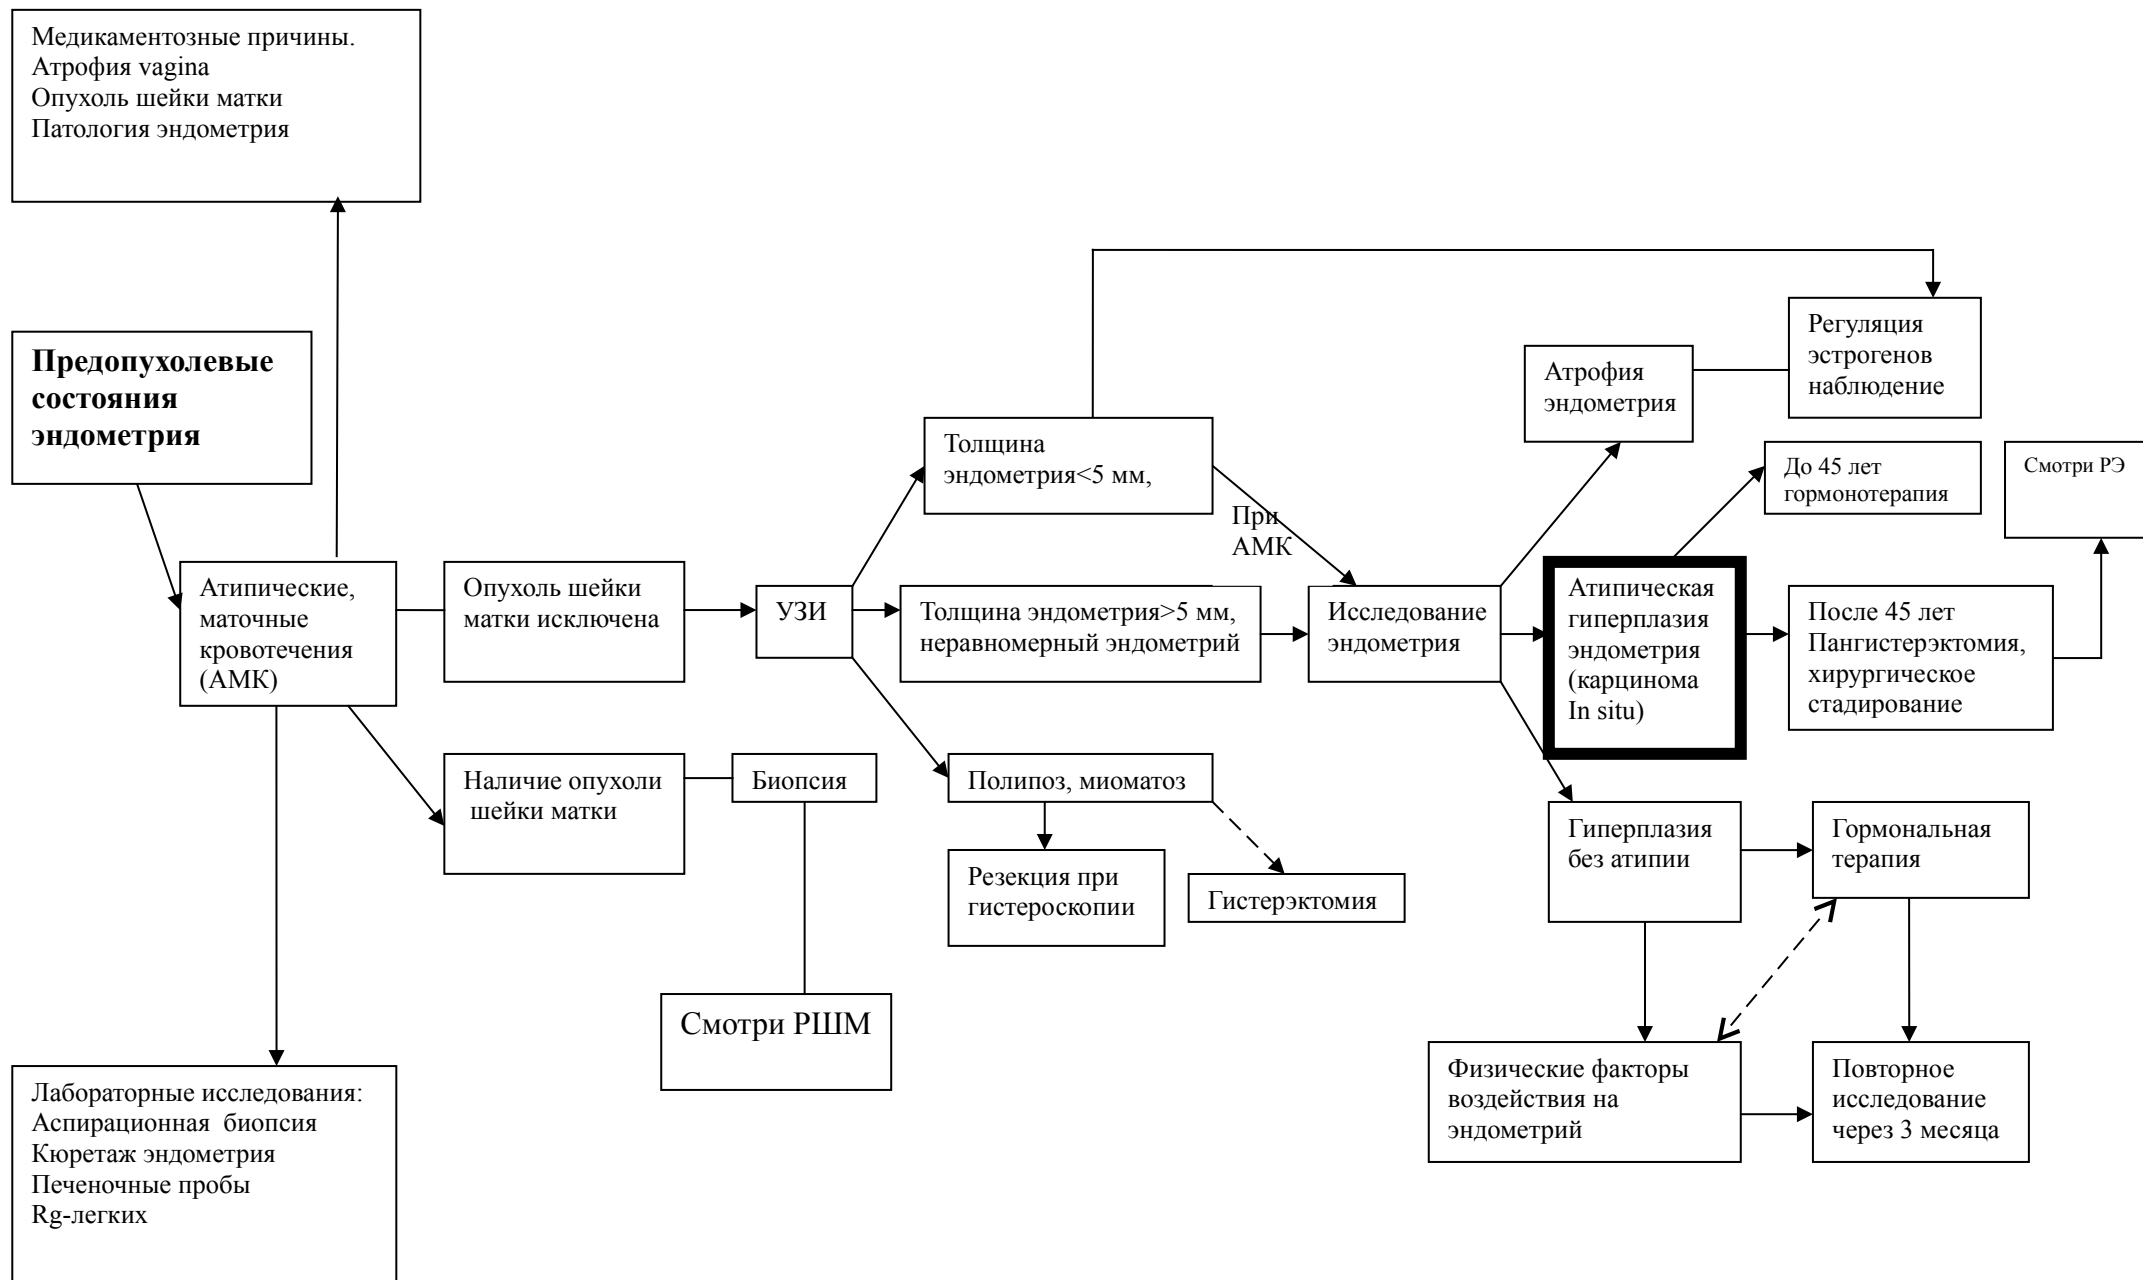 Медикаментозные причины.
Атрофия vagina
Опухоль шейки матки
Патология эндометрия
Предопухолевые
состояния
эндометрия
Атипические,
маточные
кровотечения
(АМК)
Лабораторные исследования:
Аспирационная  биопсия
Кюретаж эндометрия
Печеночные пробы
Rg-легких
Опухоль шейки
матки исключена
Наличие опухоли
шейки матки
Биопсия
Смотри РШМ
УЗИ
Толщина
эндометрия<5 мм,
При
АМК
Толщина эндометрия>5 мм,
неравномерный эндометрий
Полипоз, миоматоз
Резекция при
гистероскопии
Гистерэктомия
Исследование
эндометрия
Атрофия
эндометрия
Регуляция
эстрогенов
наблюдение
До 45 лет
гормонотерапия
Смотри РЭ
Атипическая
гиперплазия
эндометрия
(карцинома
In situ)
После 45 лет
Пангистерэктомия,
хирургическое
стадирование
Гиперплазия
без атипии
Гормональная
терапия
Физические факторы
воздействия на
эндометрий
Повторное
исследование
через 3 месяца